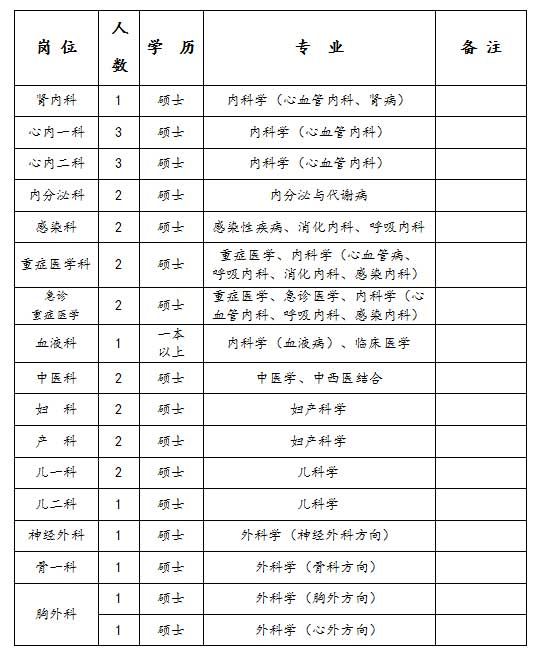 岗位 人数 学 历 专 业 备 注
肾内科 1 硕士 内科学（心血管内科、肾病）
心内一科 3 硕士 内科学（心血管内科）
心内二科 3 硕士 内科学（心血管内科）
内分泌科 2 硕士 内分泌与代谢病
感染科 2 硕士 感染性疾病、消化内科、呼吸内科
重症医学科 2 硕士 重症医学、内科学（心血管病、
呼吸内科、消化内科、感染内科）
急诊
重症医学 2 硕士 重症医学、急诊医学、内科学（心
血管内科、呼吸内科、感染内科）
血液科 1 一本
以上 内科学（血液病）、临床医学
中医科 2 硕士 中医学、中西医结合
妇 科 2 硕士 妇产科学
产 科 2 硕士 妇产科学
儿一科 2 硕士 儿科学
儿二科 1 硕士 儿科学
神经外科 1 硕士 外科学（神经外科方向）
骨一科 1 硕士 外科学（骨科方向）
胸外科 1 硕士 外科学（胸外方向）
1 硕士 外科学（心外方向）